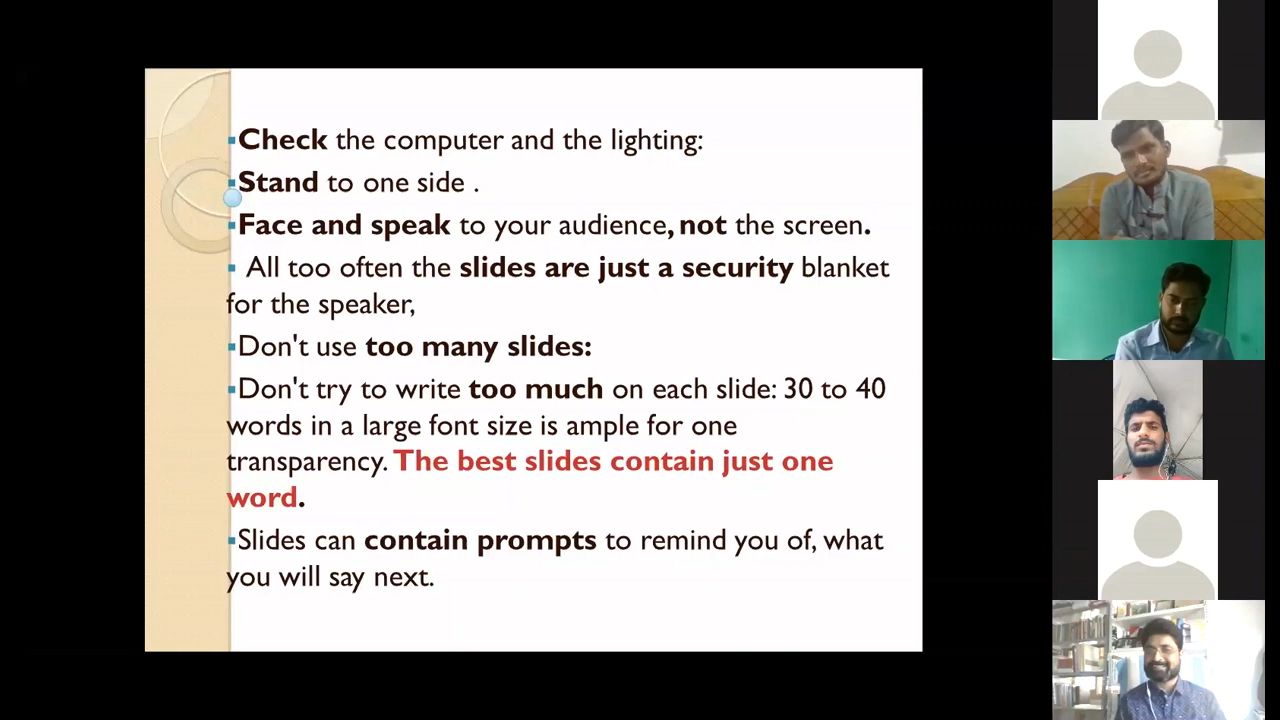 ▪Check the computer and the lighting:
▪Stand to one side .
▪Face and speak to your audience, not the screen.
▪ All too often the slides are just a security blanket
for the speaker,
▪Don't use too many slides:
▪Don't try to write too much on each slide: 30 to 40
words in a large font size is ample for one
transparency. The best slides contain just one
word.
▪Slides can contain prompts to remind you of, what
you will say next.